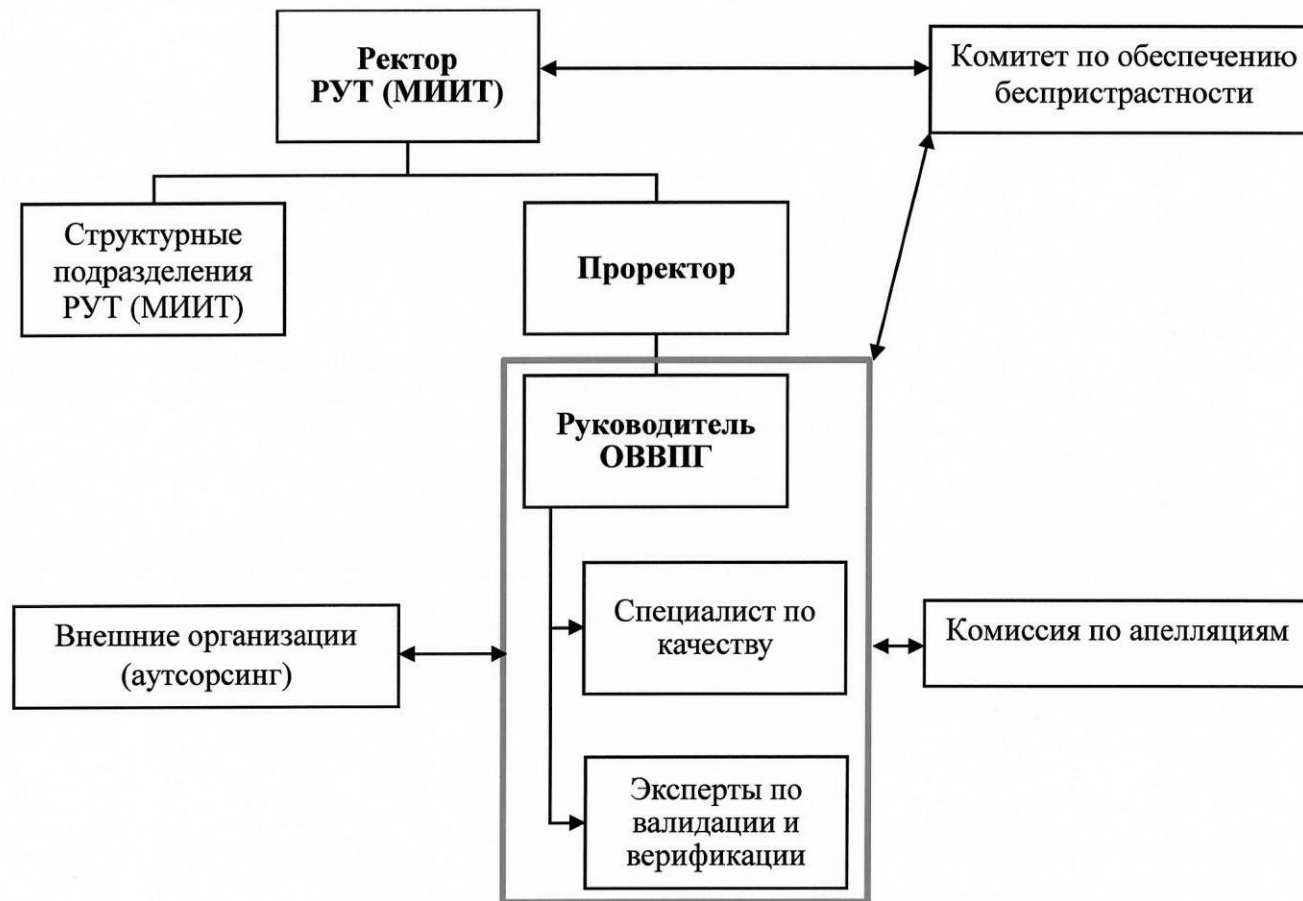 Ректор
РУТ (МИИТ)
Комитет по обеспечению
беспристрастности
Структурные
подразделения
РУТ (МИИТ)
Проректор
Руководитель
ОВВПГ
Специалист по
качеству
Внешние организации
(аутсорсинг)
Комиссия по апелляциям
Эксперты по
валидации и
верификации